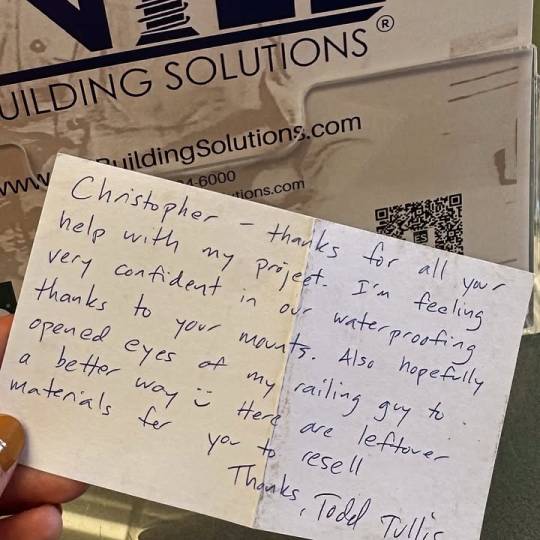 BUILDING SOLUTIONS®
www. BuildingSolutions.com
-6000
tions.com
Christopher - thanks for all your
help with my project. I'm feeling
very confident in our waterproofing
thanks to your mounts. Also hopefully
opened eyes of my railing guy to
a better way :) Here are leftover
materials for you to resell
Thanks, Todd Tullis